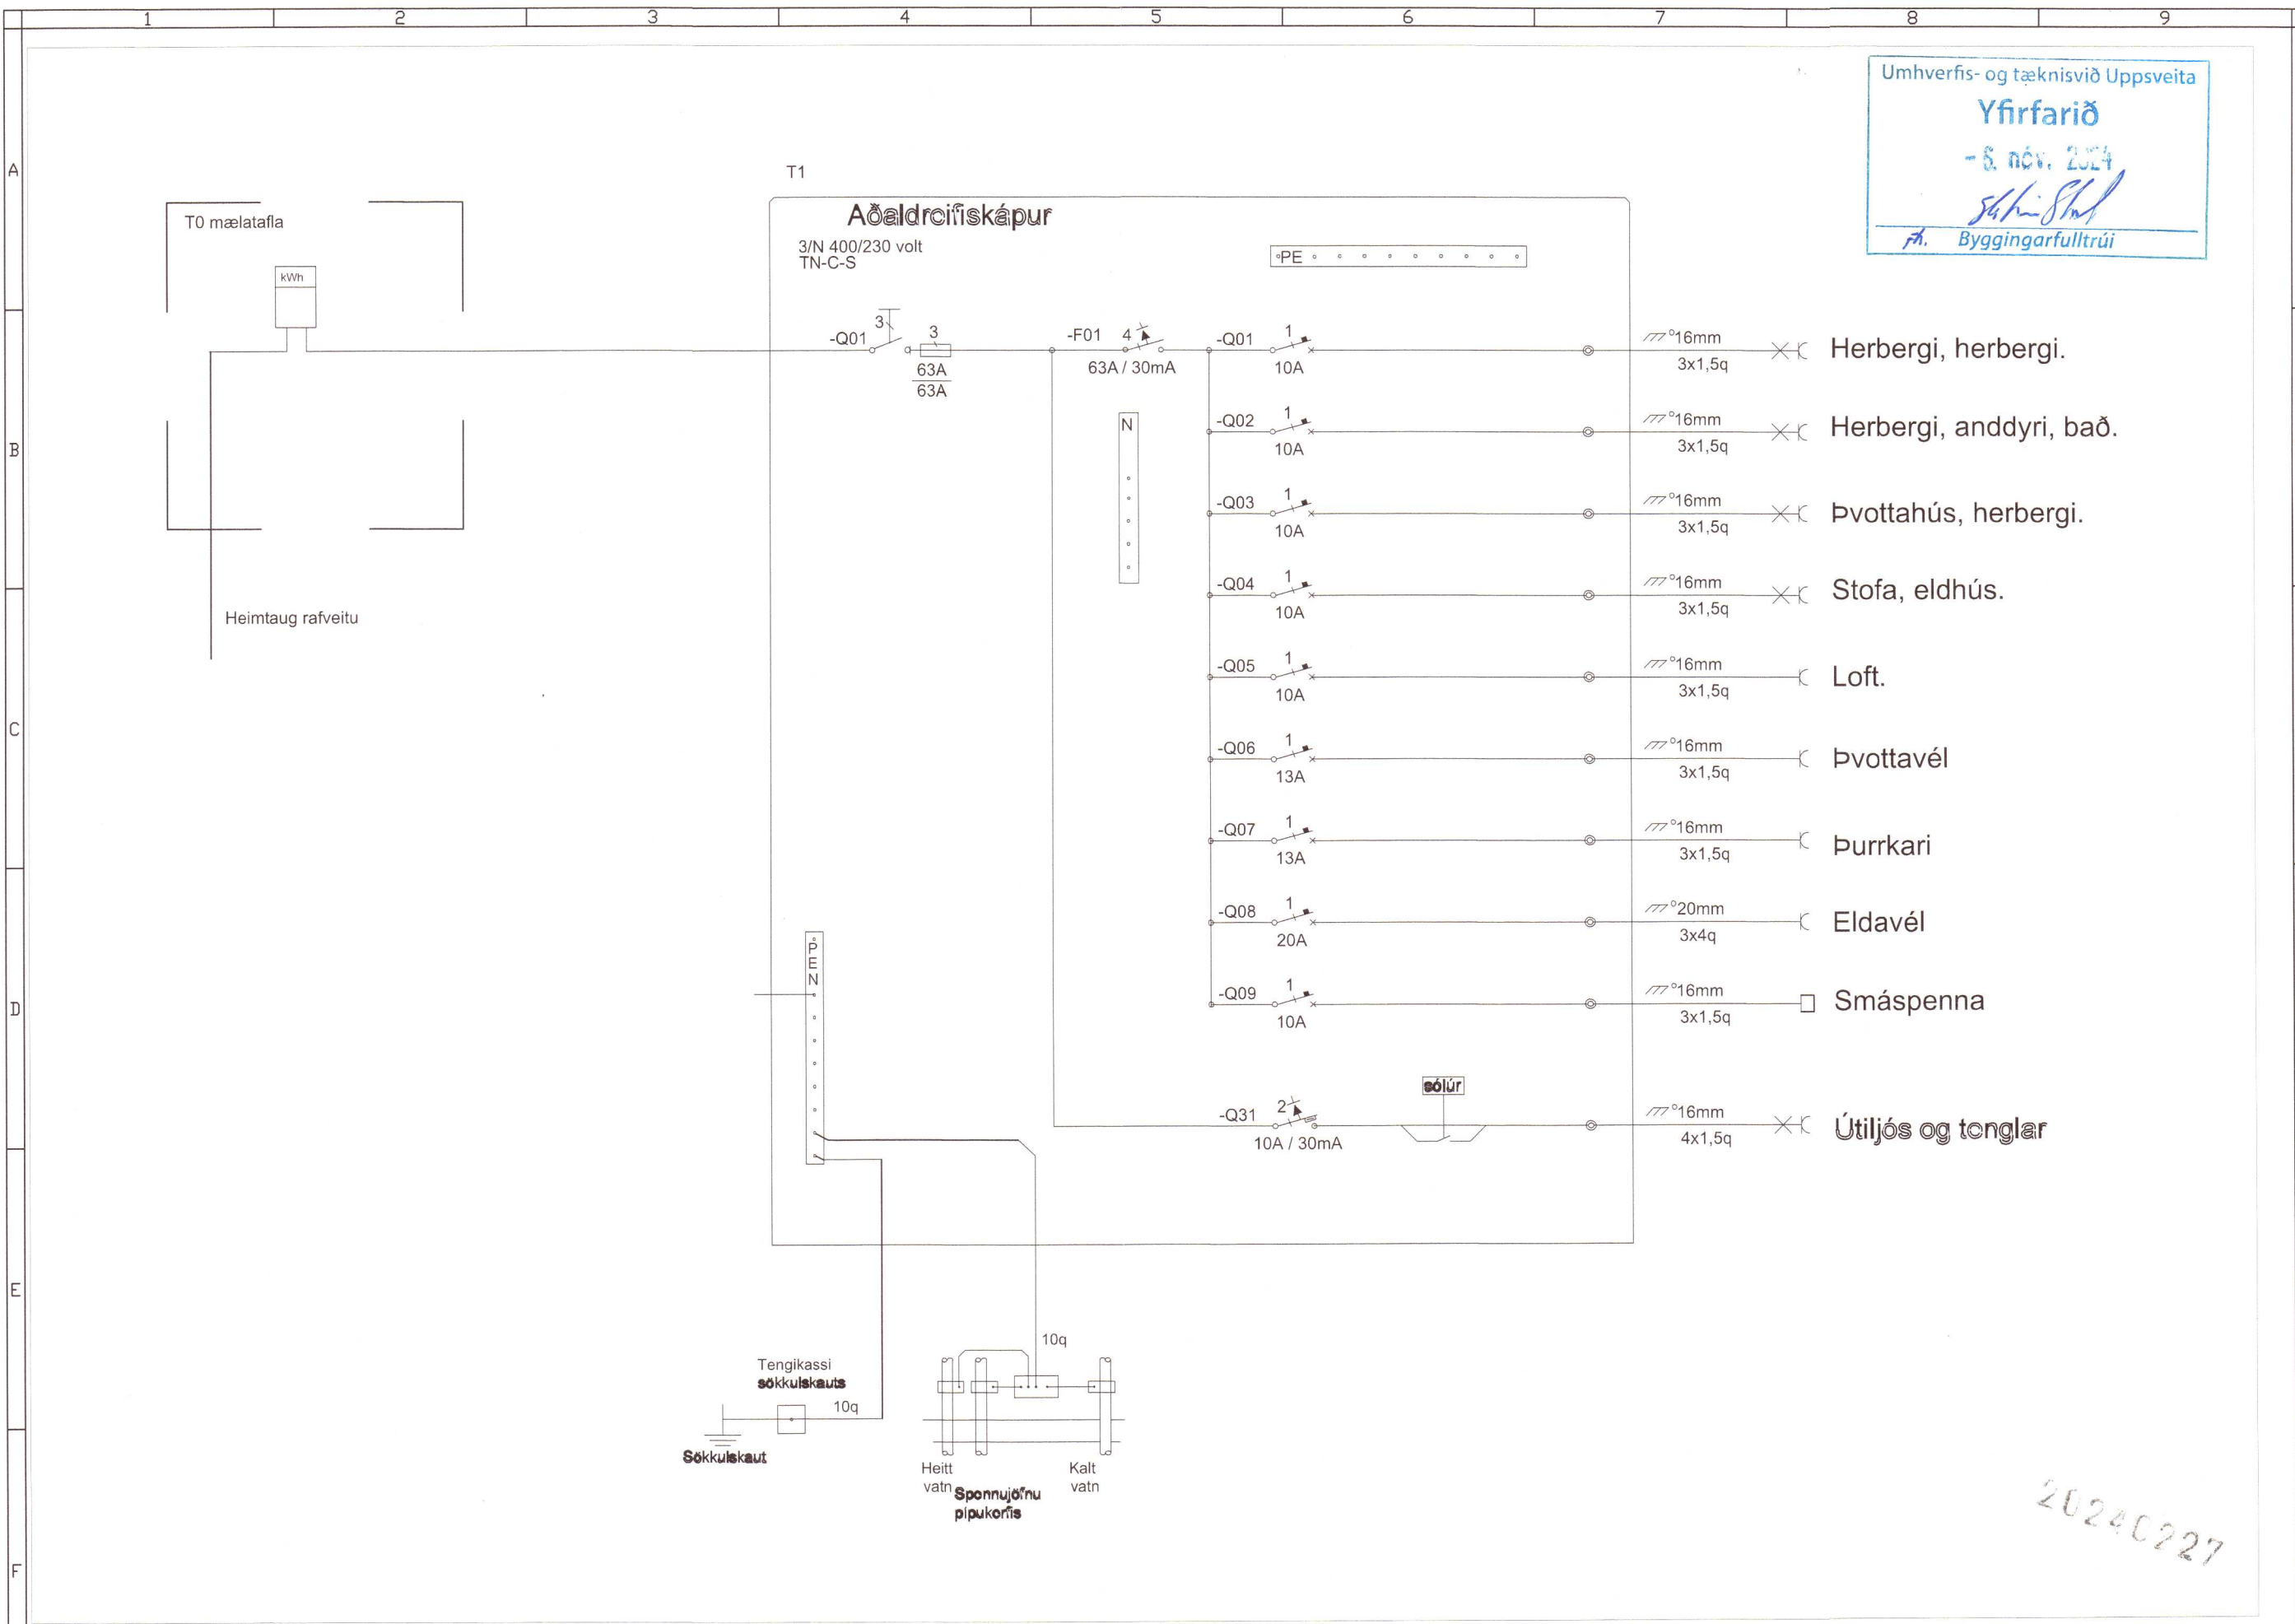 1 2 3 4 5 6 7 8 9
A
B
C
D
E
F
Umhverfis- og tæknisvið Uppsveita
Yfirfarið
- 6. nóv. 2024
fh. Byggingarfulltrúi
T0 mælatafla
kWh
Heimtaug rafveitu
T1
Aðaldreifiskápur
3/N 400/230 volt
TN-C-S
PE
-Q01
3
3
63A
63A
-F01 4
63A / 30mA
N
-Q01 1
10A
16mm
3x1,5q
Herbergi, herbergi.
-Q02 1
10A
16mm
3x1,5q
Herbergi, anddyri, bað.
-Q03 1
10A
16mm
3x1,5q
Þvottahús, herbergi.
-Q04 1
10A
16mm
3x1,5q
Stofa, eldhús.
-Q05 1
10A
16mm
3x1,5q
Loft.
-Q06 1
13A
16mm
3x1,5q
Þvottavél
-Q07 1
13A
16mm
3x1,5q
Þurrkari
-Q08 1
20A
20mm
3x4q
Eldavél
-Q09 1
10A
16mm
3x1,5q
Smáspenna
-Q31 2
10A / 30mA
sólúr
16mm
4x1,5q
Útiljós og tenglar
PEN
Tengikassi
sökkulskauts
10q
Sökkulskaut
10q
Heitt
vatn
Kalt
vatn
Spennujöfnu
pípukerfis
20240227